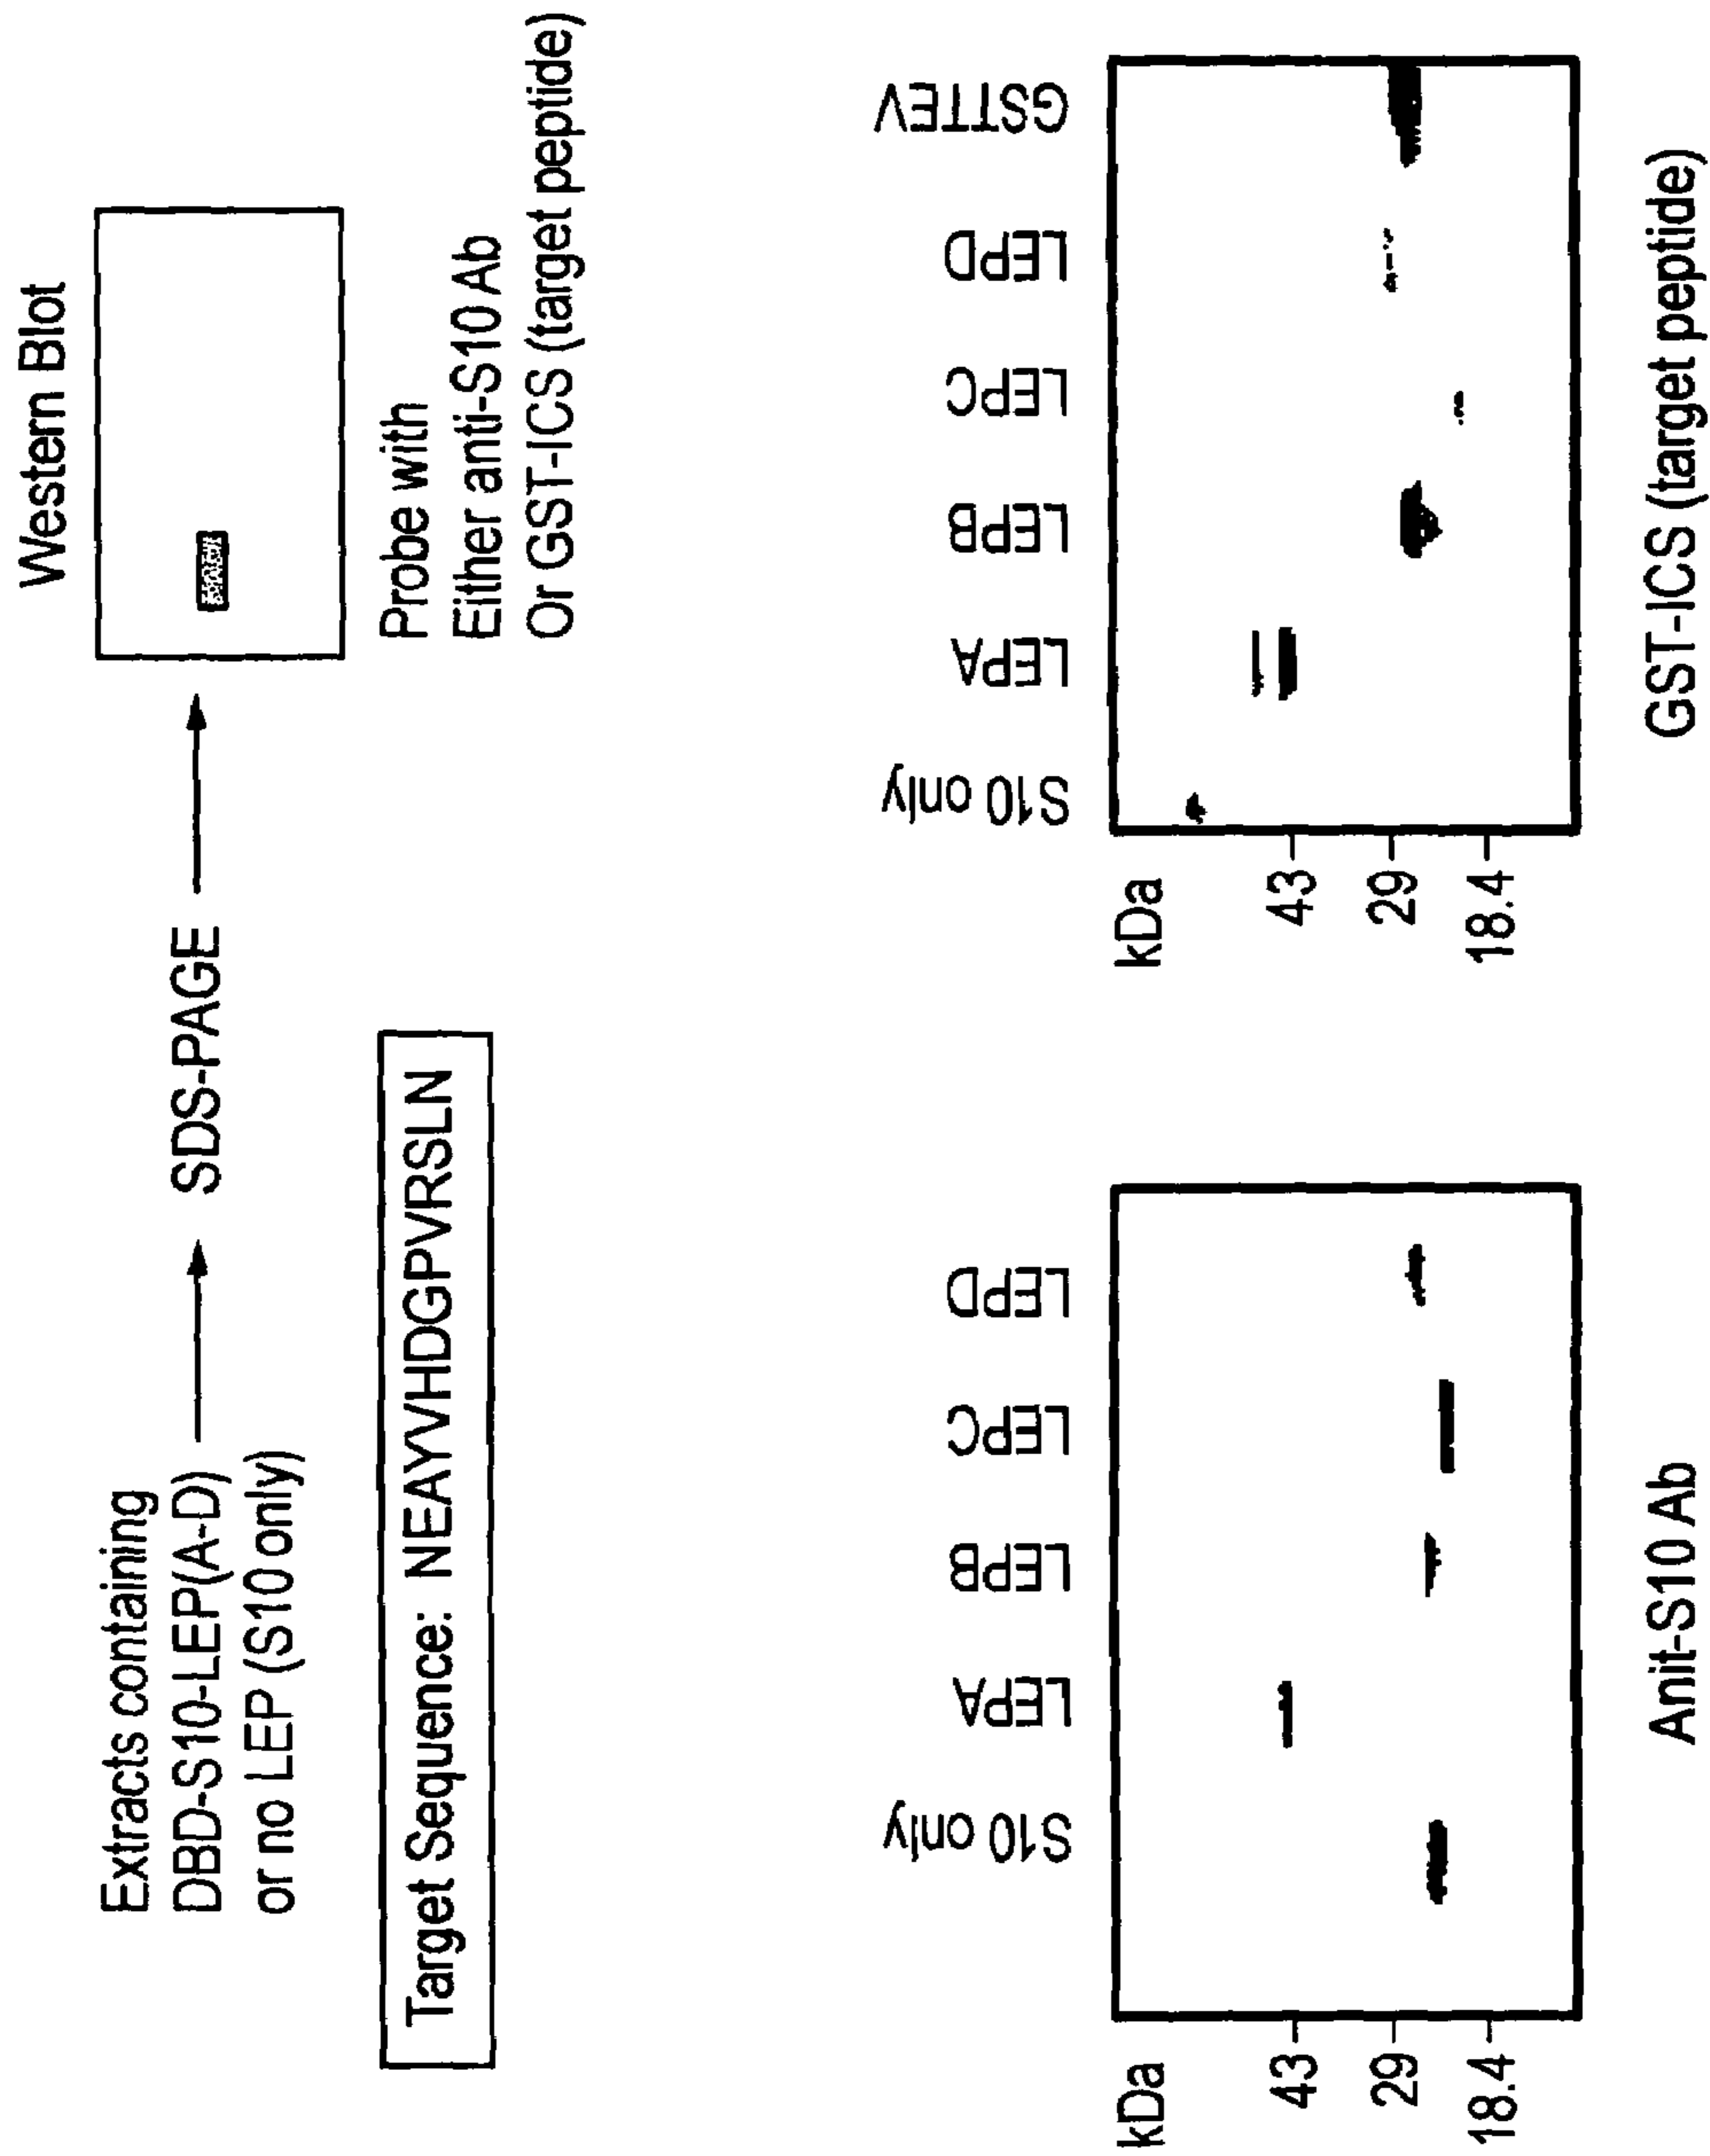 Extracts containing
DBD-S10-LEP(A-D)
or no LEP (S10 only)
SDS-PAGE
Western Blot
Probe with
Either anti-S10 Ab
Or GST-ICS (target peptide)
Target Sequence: NEAYVHDGPVRSLN
kDa
43
29
18.4
S10 only
LEPA
LEPB
LEPC
LEPD
Anit-S10 Ab
kDa
43
29
18.4
S10 only
LEPA
LEPB
LEPC
LEPD
GSTTEV
GST-ICS (target peptide)